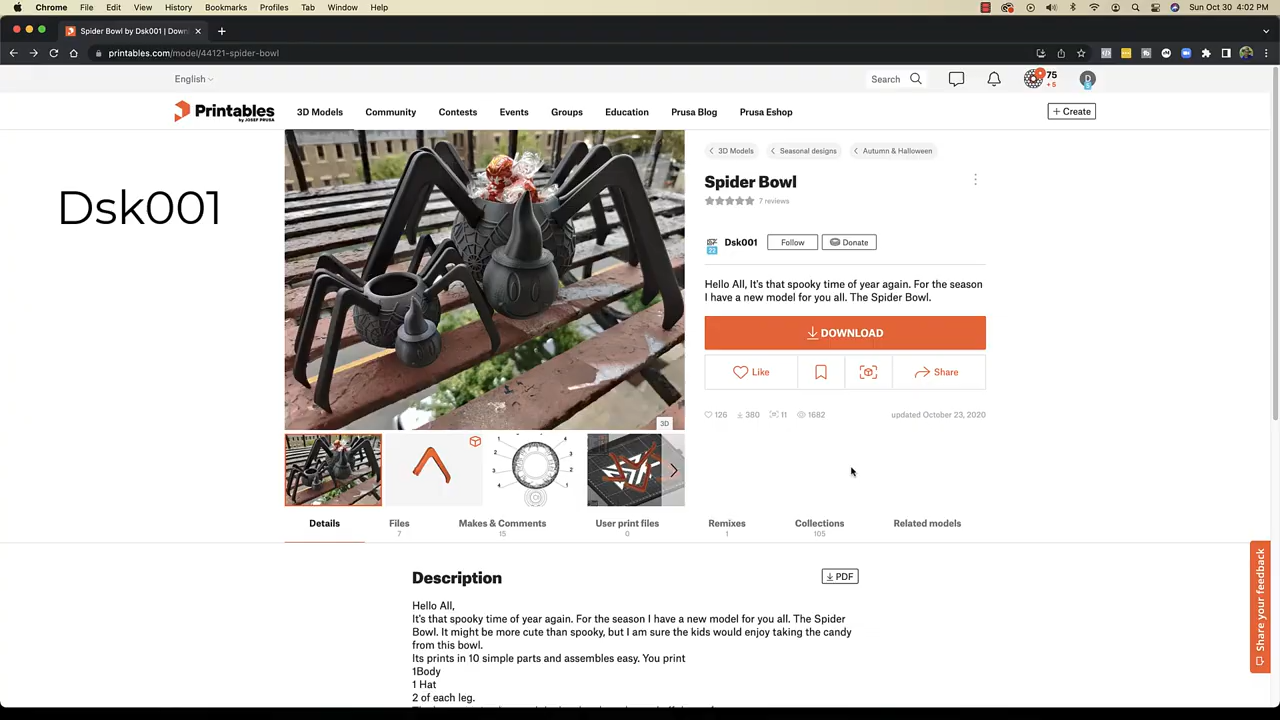 Chrome File Edit View History Bookmarks Profiles Tab Window Help Sun Oct 30 4:02 PM
Spider Bowl by Dsk001 | Down
printables.com/model/44121-spider-bowl
English Search 75
+5
Printables
by JOSEF PRUSA
3D Models Community Contests Events Groups Education Prusa Blog Prusa Eshop + Create
Dsk001
3D Models Seasonal designs Autumn & Halloween
Spider Bowl
7 reviews
Dsk001 Follow Donate
Hello All, It's that spooky time of year again. For the season
I have a new model for you all. The Spider Bowl.
DOWNLOAD
Like Share
126 380 11 1682 updated October 23, 2020
3D
Details Files Makes & Comments User print files Remixes Collections Related models
7 15 0 1 105
Description PDF
Hello All,
It's that spooky time of year again. For the season I have a new model for you all. The Spider
Bowl. It might be more cute than spooky, but I am sure the kids would enjoy taking the candy
from this bowl.
Its prints in 10 simple parts and assembles easy. You print
1Body
1 Hat
2 of each leg.
Share your feedback